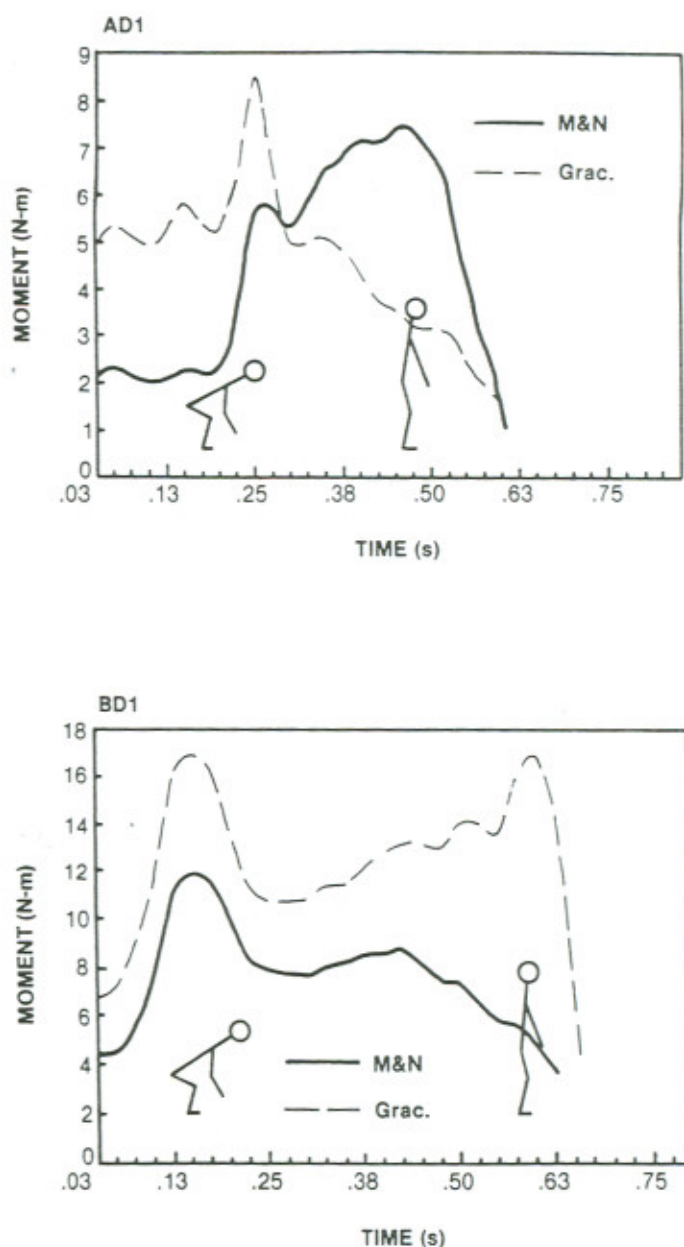 AD1
9
8
7
6
5
4
3
2
1
0
MOMENT (N-m)
M&N
Grac.
.03 .13 .25 .38 .50 .63 .75
TIME (s)
BD1
18
16
14
12
10
8
6
4
2
0
MOMENT (N-m)
M&N
Grac.
.03 .13 .25 .38 .50 .63 .75
TIME (s)